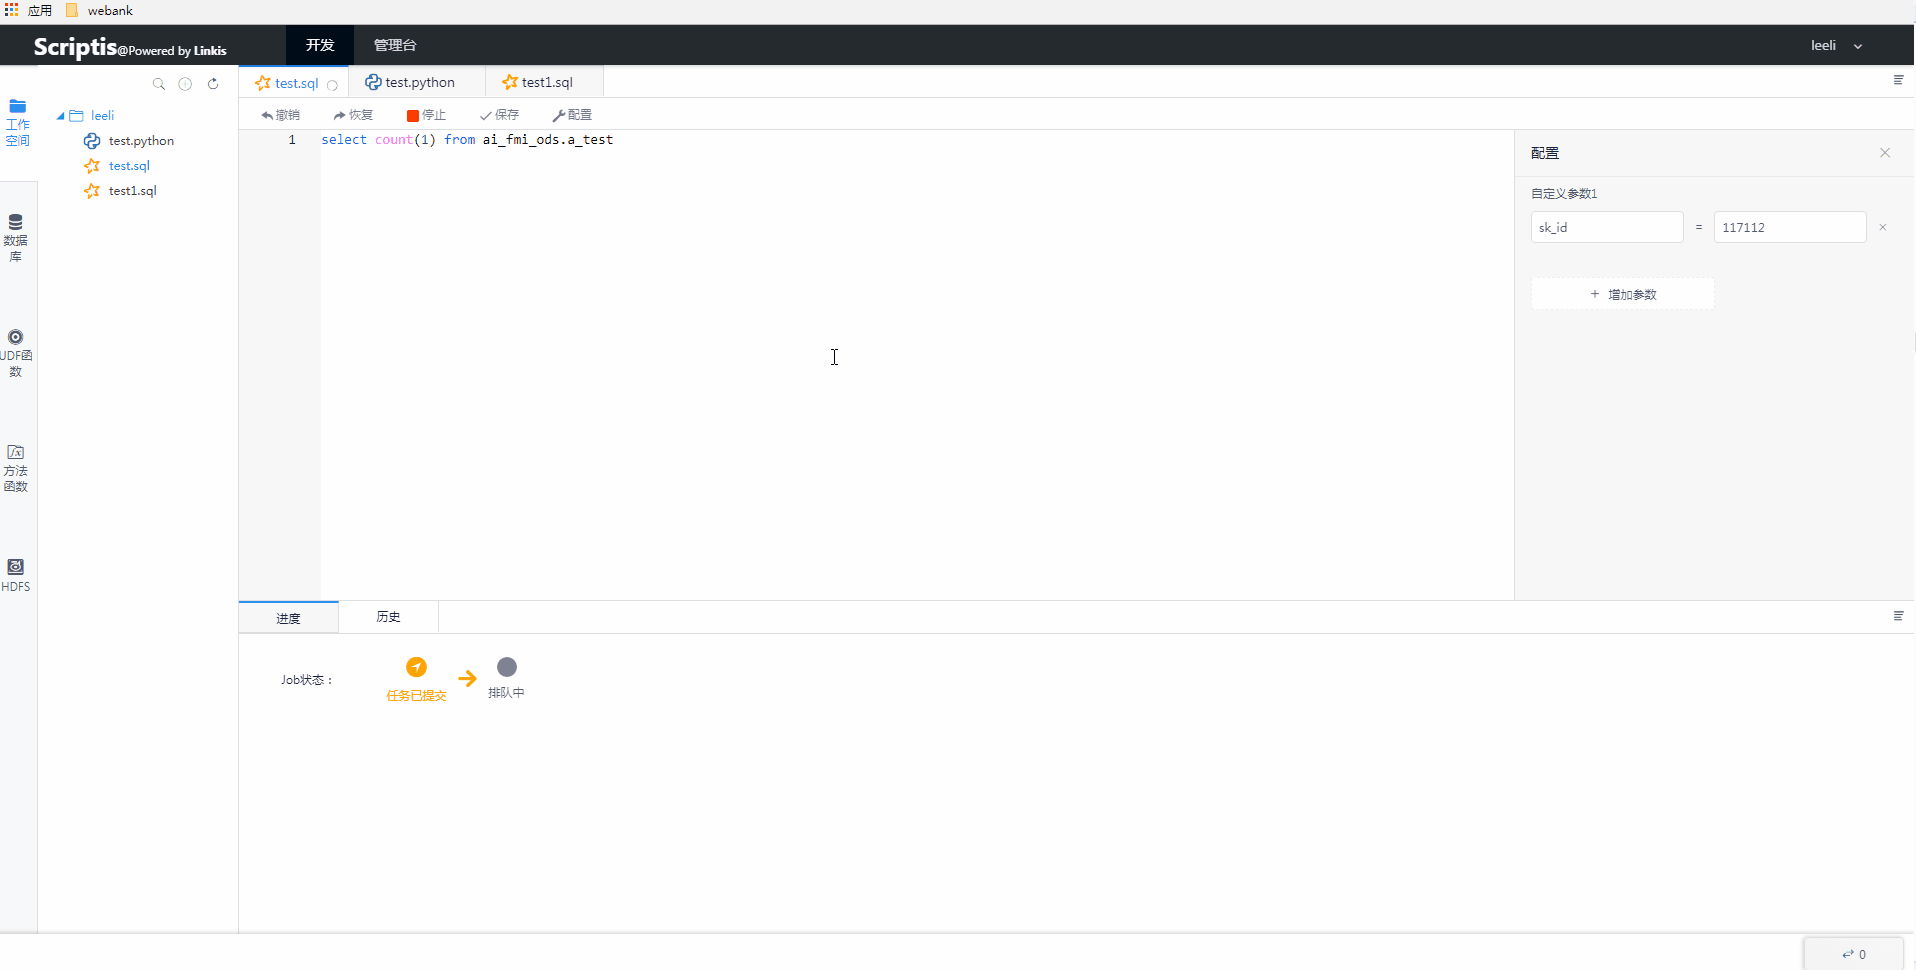 应用 webank
Scriptis@Powered by Linkis 开发 管理台 leeli
工作
空间
数据
库
UDF函
数
方法
函数
HDFS
leeli
test.python
test.sql
test1.sql
test.sql test.python test1.sql
撤销 恢复 停止 保存 配置
1 select count(1) from ai_fmi_ods.a_test
配置
自定义参数1
sk_id = 117112
+ 增加参数
进度 历史
Job状态：
任务已提交 排队中
0